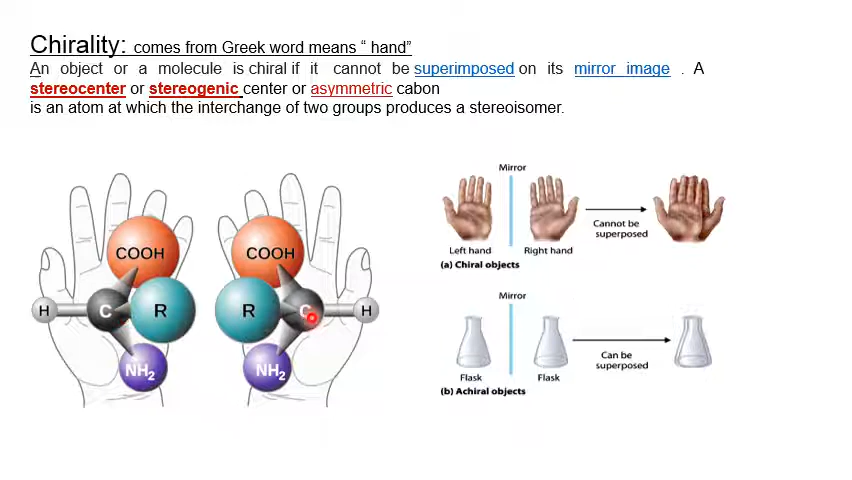 Chirality: comes from Greek word means “ hand”
An object or a molecule is chiral if it cannot be superimposed on its mirror image . A
stereocenter or stereogenic center or asymmetric cabon
is an atom at which the interchange of two groups produces a stereoisomer.
COOH
H C R
NH2
COOH
R C H
NH2
Mirror
Cannot be
superposed
Left hand Right hand
(a) Chiral objects
Mirror
Can be
superposed
Flask Flask
(b) Achiral objects